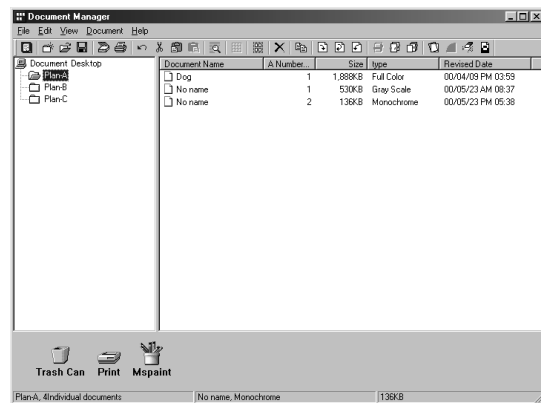 Document Manager
File Edit View Document Help
Document Desktop
Plan-A
Plan-B
Plan-C
Document Name A Number... Size type Revised Date
Dog 1 1,888KB Full Color 00/04/09 PM 03:59
No name 1 530KB Gray Scale 00/05/23 AM 08:37
No name 2 136KB Monochrome 00/05/23 PM 05:38
Trash Can Print Mspaint
Plan-A, 4Individual documents No name, Monochrome 136KB